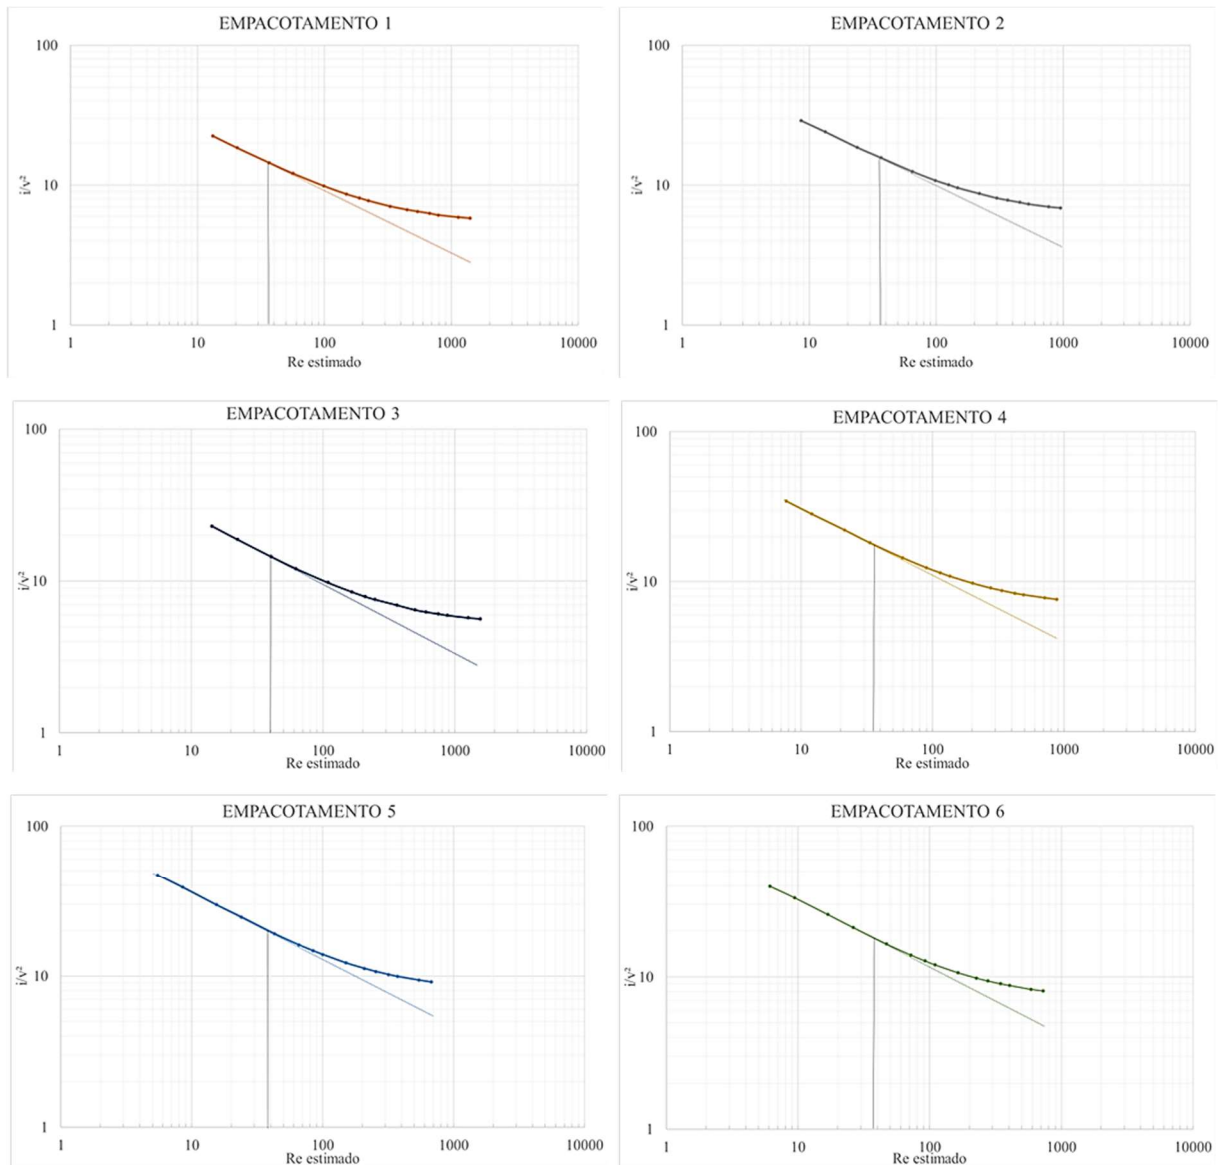 EMPACOTAMENTO 1
100
10
1
i/v²
1 10 100 1000 10000
Re estimado
EMPACOTAMENTO 2
100
10
1
i/v²
1 10 100 1000 10000
Re estimado
EMPACOTAMENTO 3
100
10
1
i/v²
1 10 100 1000 10000
Re estimado
EMPACOTAMENTO 4
100
10
1
i/v²
1 10 100 1000 10000
Re estimado
EMPACOTAMENTO 5
100
10
1
i/v²
1 10 100 1000 10000
Re estimado
EMPACOTAMENTO 6
100
10
1
i/v²
1 10 100 1000 10000
Re estimado